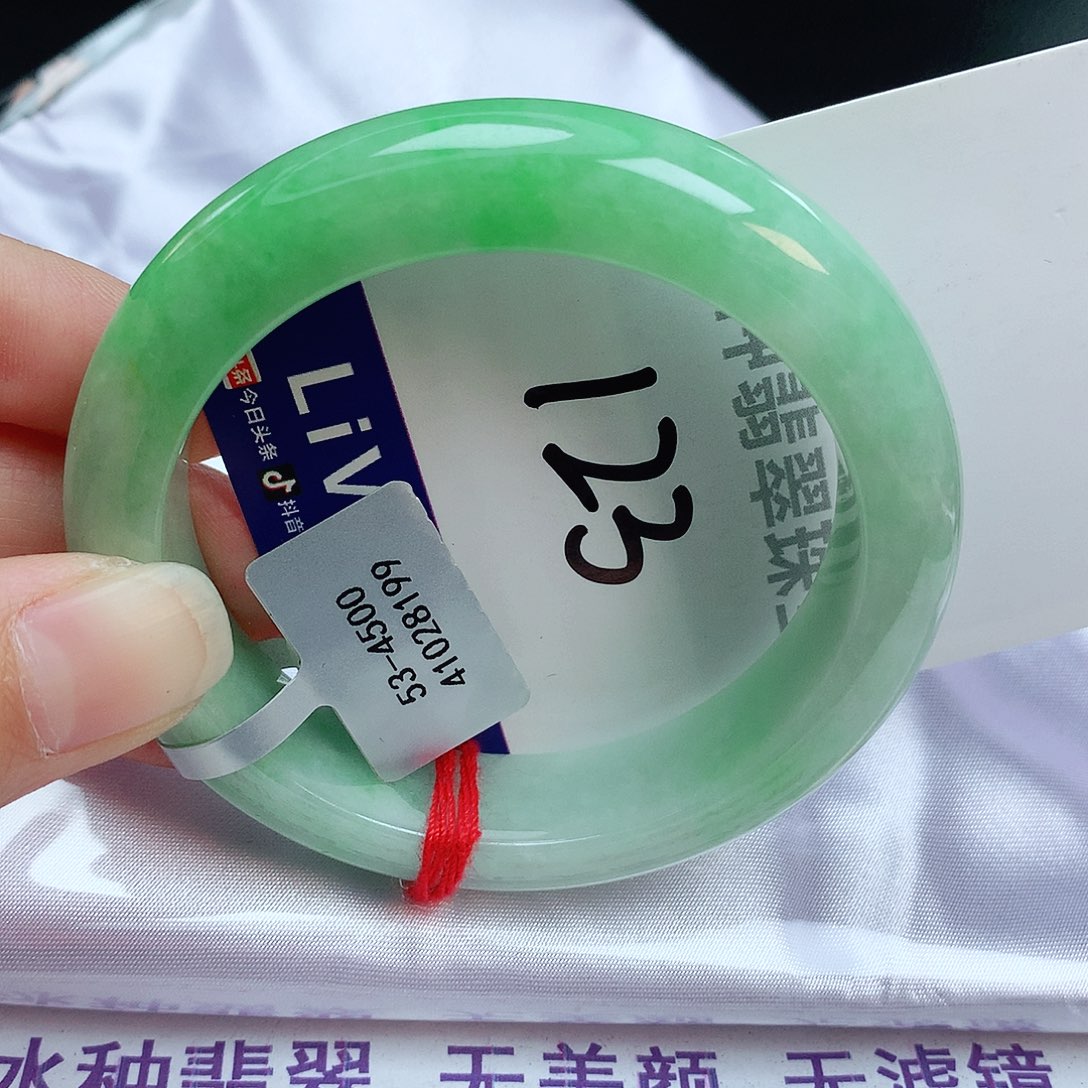 LiV
今日头条
抖音
123
翡翠珠
53-4500
41028199
水种翡翠 无美颜 无滤镜